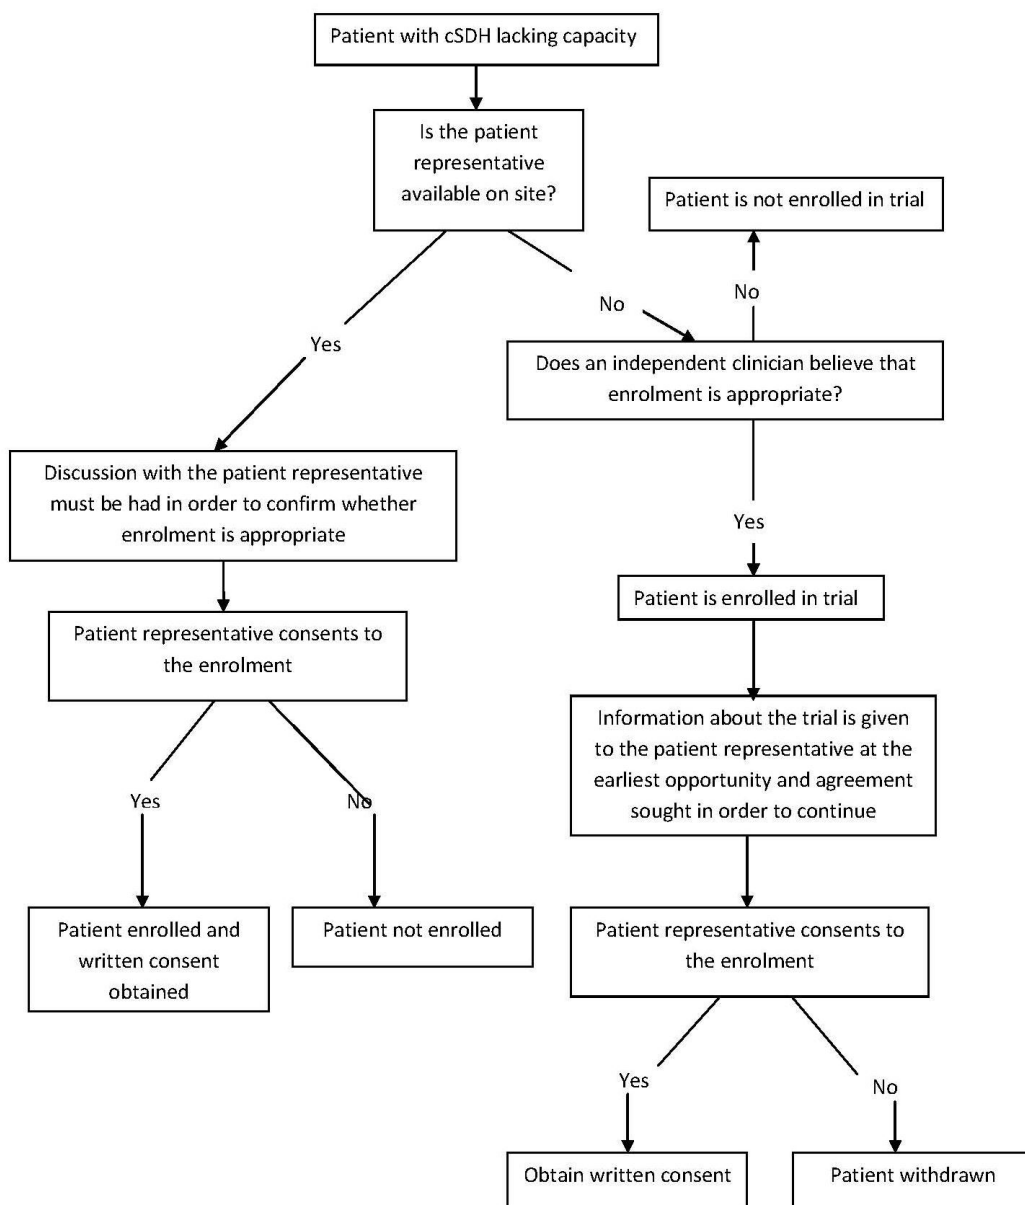 Patient with cSDH lacking capacity
Is the patient
representative
available on site?
Patient is not enrolled in trial
No
No
Yes
Does an independent clinician believe that
enrolment is appropriate?
Discussion with the patient representative
must be had in order to confirm whether
enrolment is appropriate
Yes
Patient is enrolled in trial
Patient representative consents to
the enrolment
Information about the trial is given
to the patient representative at the
earliest opportunity and agreement
sought in order to continue
Yes
No
Patient enrolled and
written consent
obtained
Patient not enrolled
Patient representative consents to
the enrolment
Yes
No
Obtain written consent
Patient withdrawn